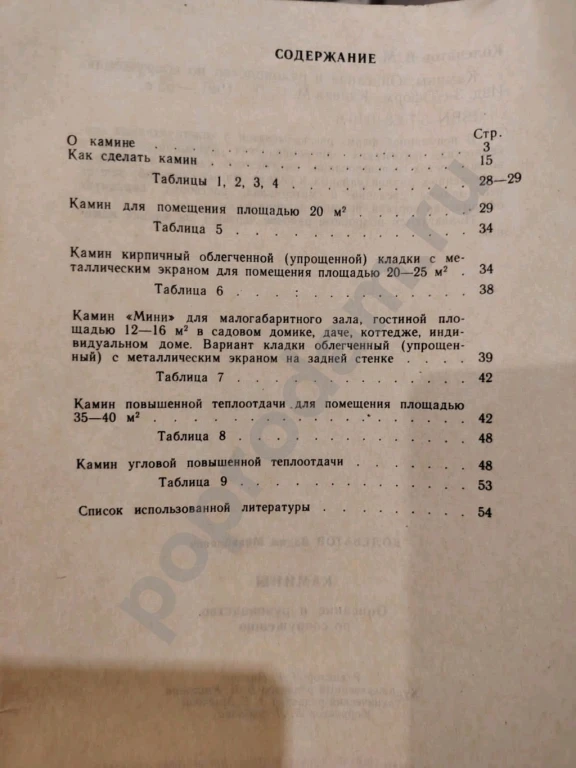 СОДЕРЖАНИЕ
Стр.
О камине . . . . . . . . . . . . . 3
Как сделать камин . . . . . . . . . . . 15
Таблицы 1, 2, 3, 4 . . . . . . . . 28—29
Камин для помещения площадью 20 м² . . . . . 29
Таблица 5 . . . . . . . . . . 34
Камин кирпичный облегченной (упрощенной) кладки с ме-
таллическим экраном для помещения площадью 20—25 м² . 34
Таблица 6 . . . : . . . . . . 38
Камин «Мини» для малогабаритного зала, гостиной пло-
щадью 12—16 м² в садовом домике, даче, коттедже, инди-
видуальном доме. Вариант кладки облегченный (упрощен-
ный) с металлическим экраном на задней стенке . . . . 39
Таблица 7 . . . . . . . . . . 42
Камин повышенной теплоотдачи для помещения площадью
35—40 м² . . . . . . . . . . . . . 42
Таблица 8 . . . . . . . . . . 48
Камин угловой повышенной теплоотдачи . . . . . . 48
Таблица 9 . . . . . . . . . . 53
Список использованной литературы . . . . . . . 54
КАМИНЫ
Описание и руководство
по сооружению